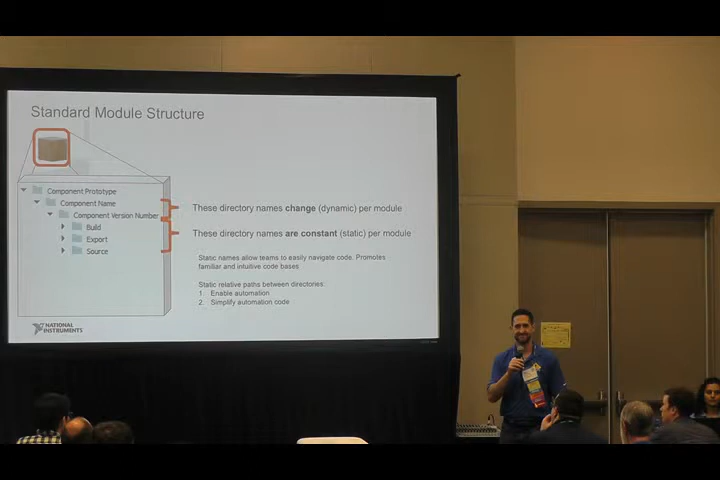 Standard Module Structure
Component Prototype
Component Name
Component Version Number
Build
Export
Source
These directory names change (dynamic) per module
These directory names are constant (static) per module
Static names allow teams to easily navigate code. Promotes
familiar and intuitive code bases
Static relative paths between directories:
1. Enable automation
2. Simplify automation code
NATIONAL
INSTRUMENTS